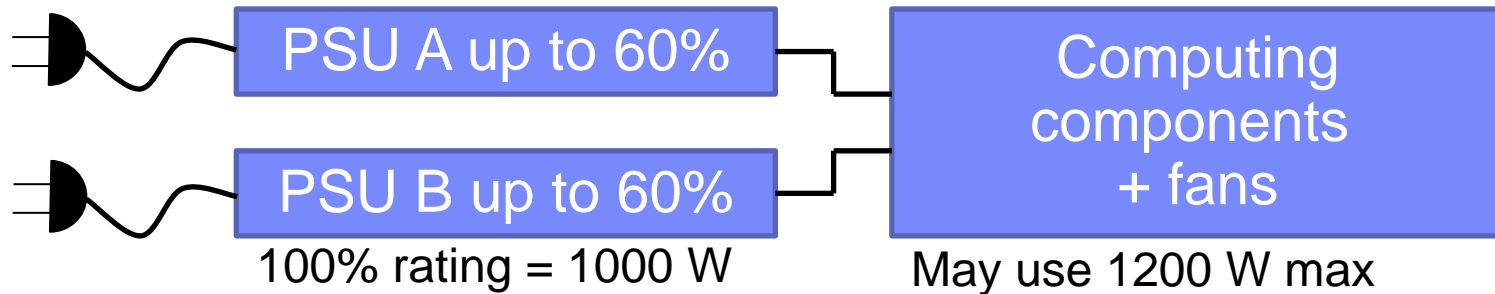 PSU A up to 60%
PSU B up to 60%
100% rating = 1000 W
Computing
components
+ fans
May use 1200 W max